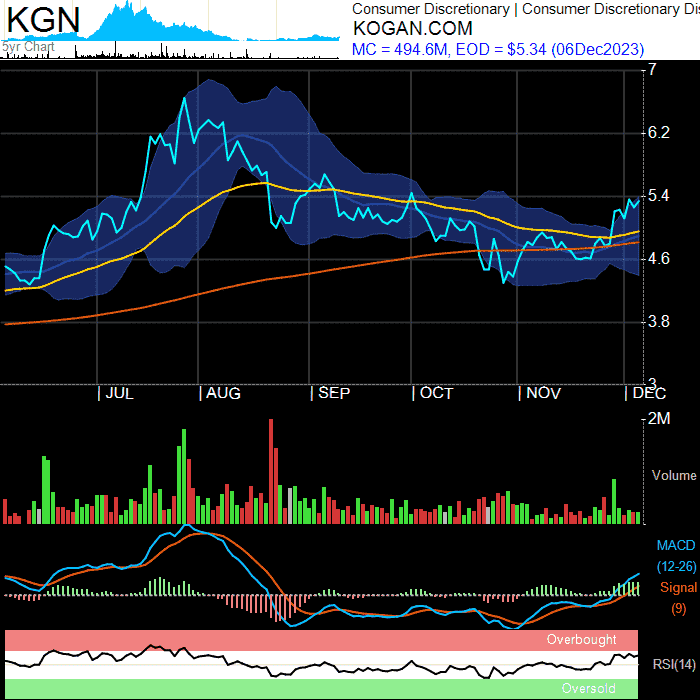 KGN
5yr Chart
Consumer Discretionary | Consumer Discretionary Dis
KOGAN.COM
MC = 494.6M, EOD = $5.34 (06Dec2023)
7
6.2
5.4
4.6
3.8
3
| JUL | AUG | SEP | OCT | NOV | DEC
2M
Volume
MACD
(12-26)
Signal
(9)
Overbought
RSI(14)
Oversold